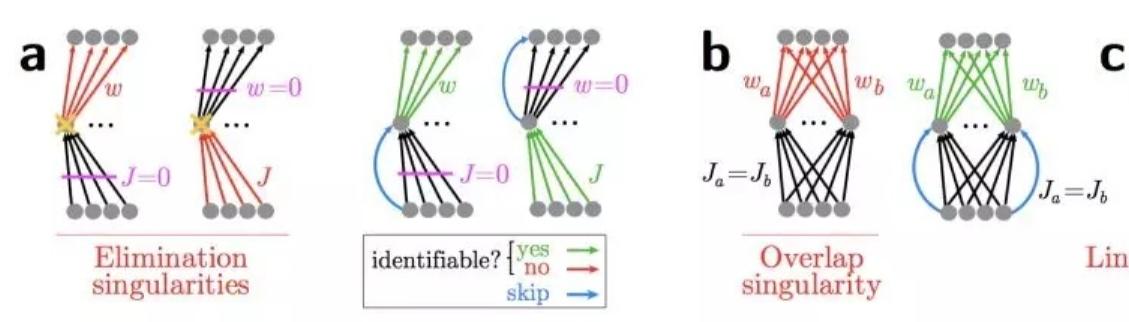 a
w
...
J=0
w=0
...
J
w
...
J=0
w=0
...
J
Elimination
singularities
identifiable? { yes
no
skip
b
w_a
w_b
...
J_a=J_b
w_a
w_b
...
J_a=J_b
Overlap
singularity
c
Lin